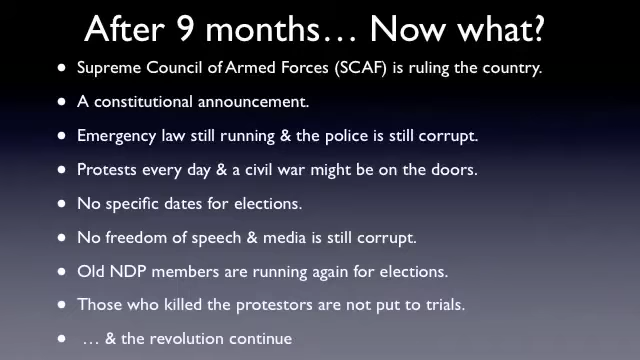 After 9 months... Now what?
• Supreme Council of Armed Forces (SCAF) is ruling the country.
• A constitutional announcement.
• Emergency law still running & the police is still corrupt.
• Protests every day & a civil war might be on the doors.
• No specific dates for elections.
• No freedom of speech & media is still corrupt.
• Old NDP members are running again for elections.
• Those who killed the protestors are not put to trials.
• ... & the revolution continue